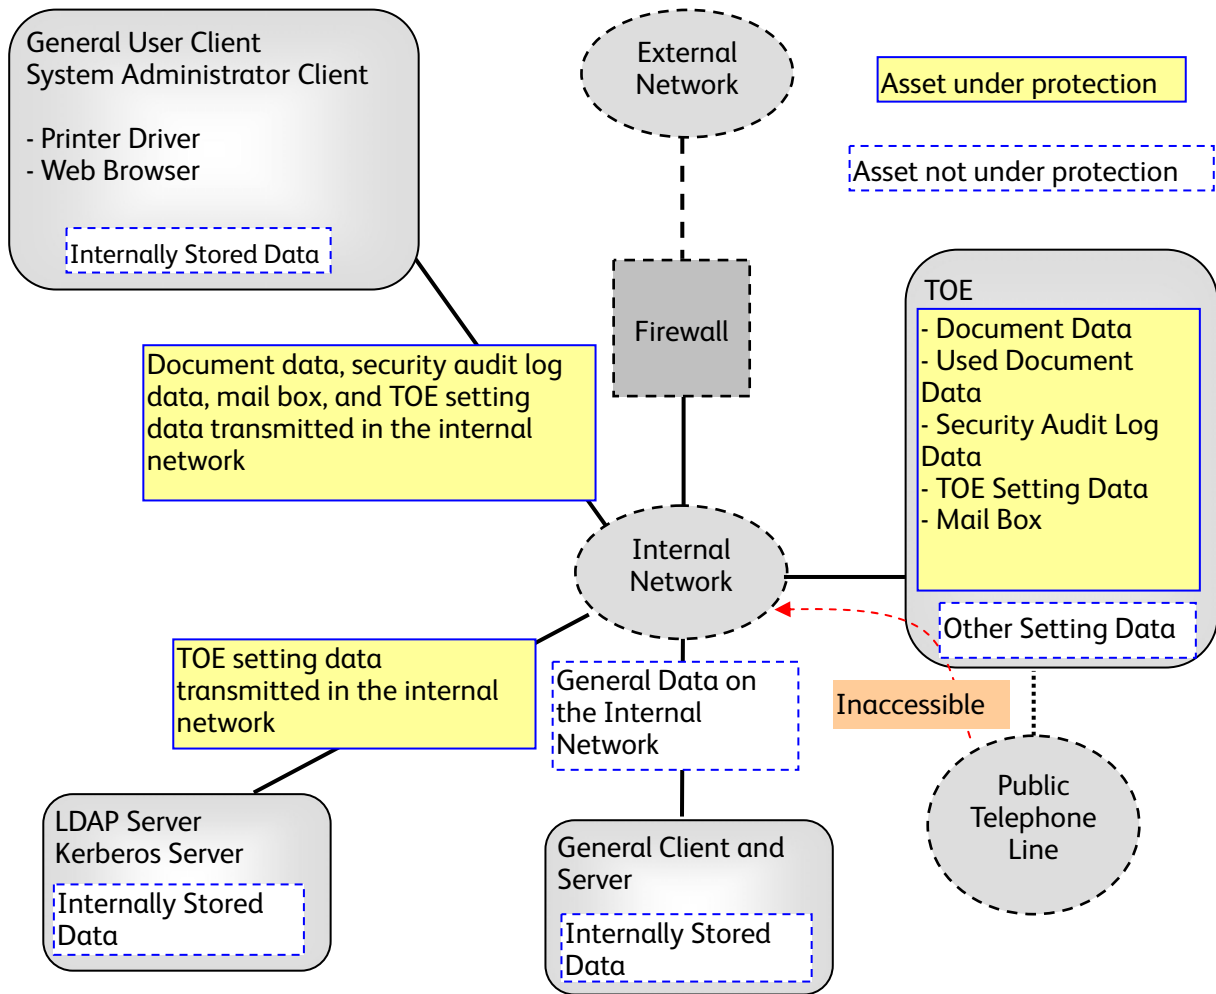 General User Client
System Administrator Client
- Printer Driver
- Web Browser
Internally Stored Data
External
Network
Asset under protection
Asset not under protection
Firewall
TOE
- Document Data
- Used Document
Data
- Security Audit Log
Data
- TOE Setting Data
- Mail Box
Other Setting Data
Document data, security audit log
data, mail box, and TOE setting
data transmitted in the internal
network
Internal
Network
TOE setting data
transmitted in the internal
network
General Data on
the Internal
Network
Inaccessible
Public
Telephone
Line
LDAP Server
Kerberos Server
Internally Stored
Data
General Client and
Server
Internally Stored
Data